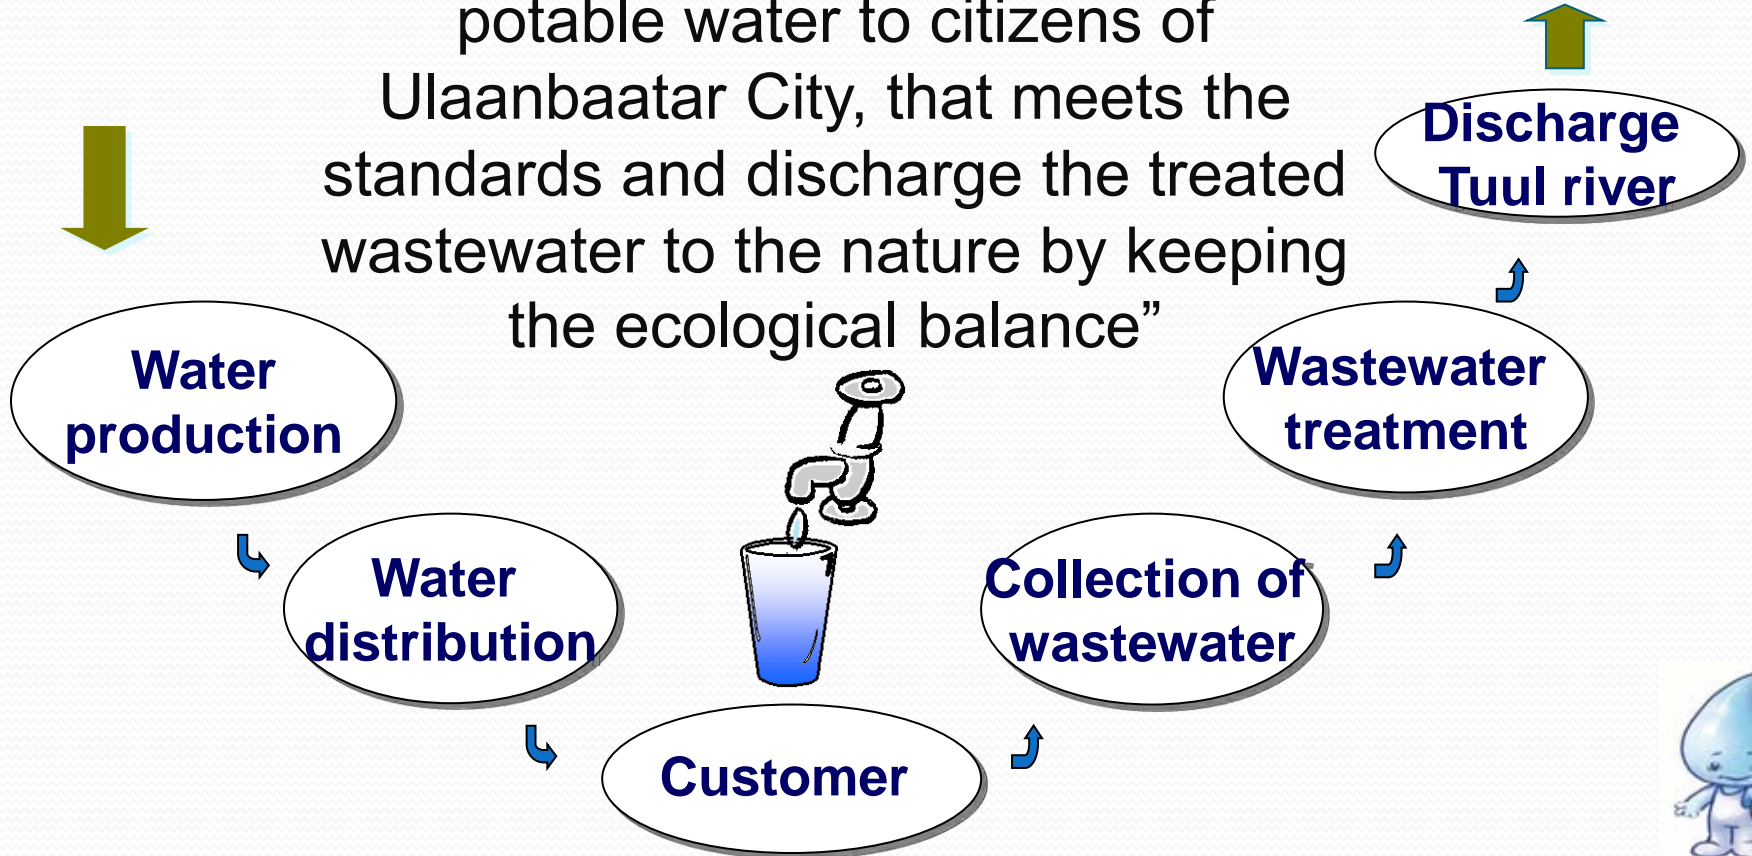 potable water to citizens of
Ulaanbaatar City, that meets the
standards and discharge the treated
wastewater to the nature by keeping
the ecological balance”
Discharge
Tuul river
Water
production
Wastewater
treatment
Water
distribution
Collection of
wastewater
Customer